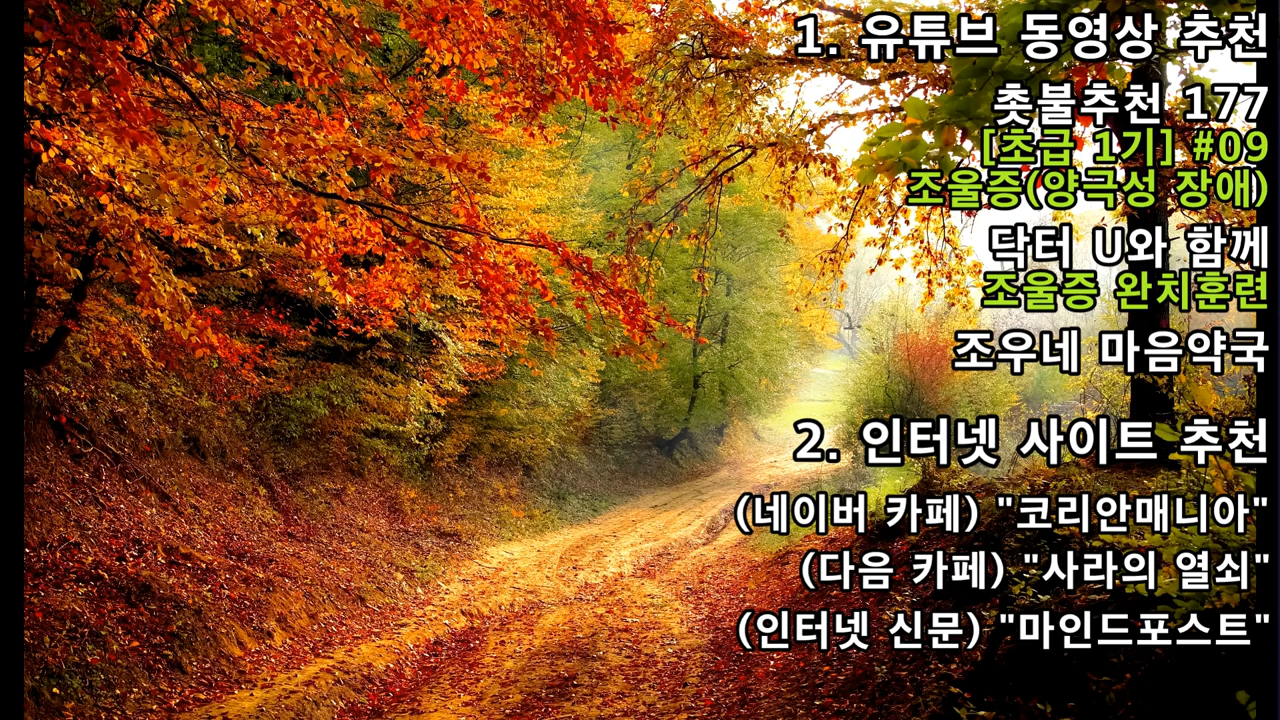 1. 유튜브 동영상 추천
촛불추천 177
[초급 1기] #09
조울증(양극성 장애)
닥터 U와 함께
조울증 완치훈련
조우네 마음약국
2. 인터넷 사이트 추천
(네이버 카페) "코리안매니아"
(다음 카페) "사라의 열쇠"
(인터넷 신문) "마인드포스트"